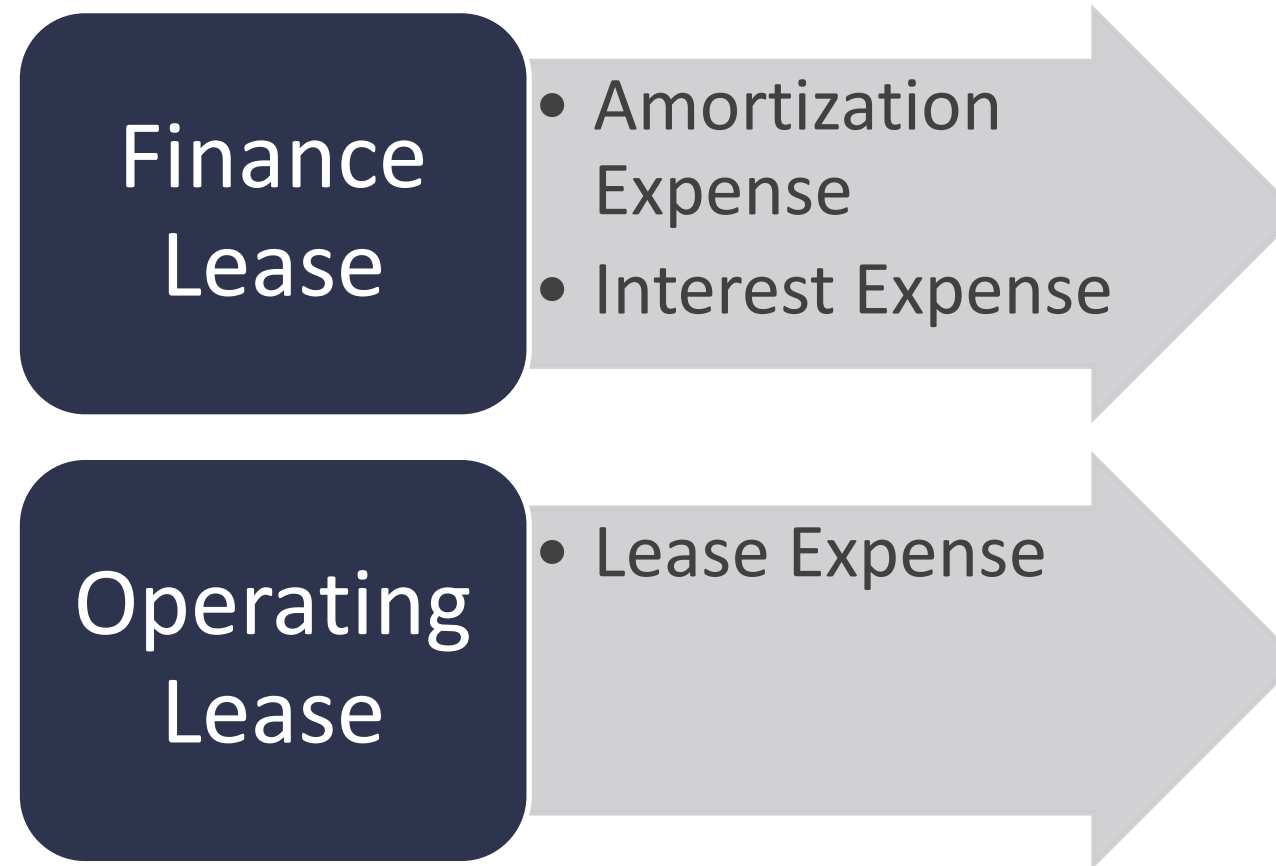 Finance
Lease
• Amortization
Expense
• Interest Expense
Operating
Lease
• Lease Expense